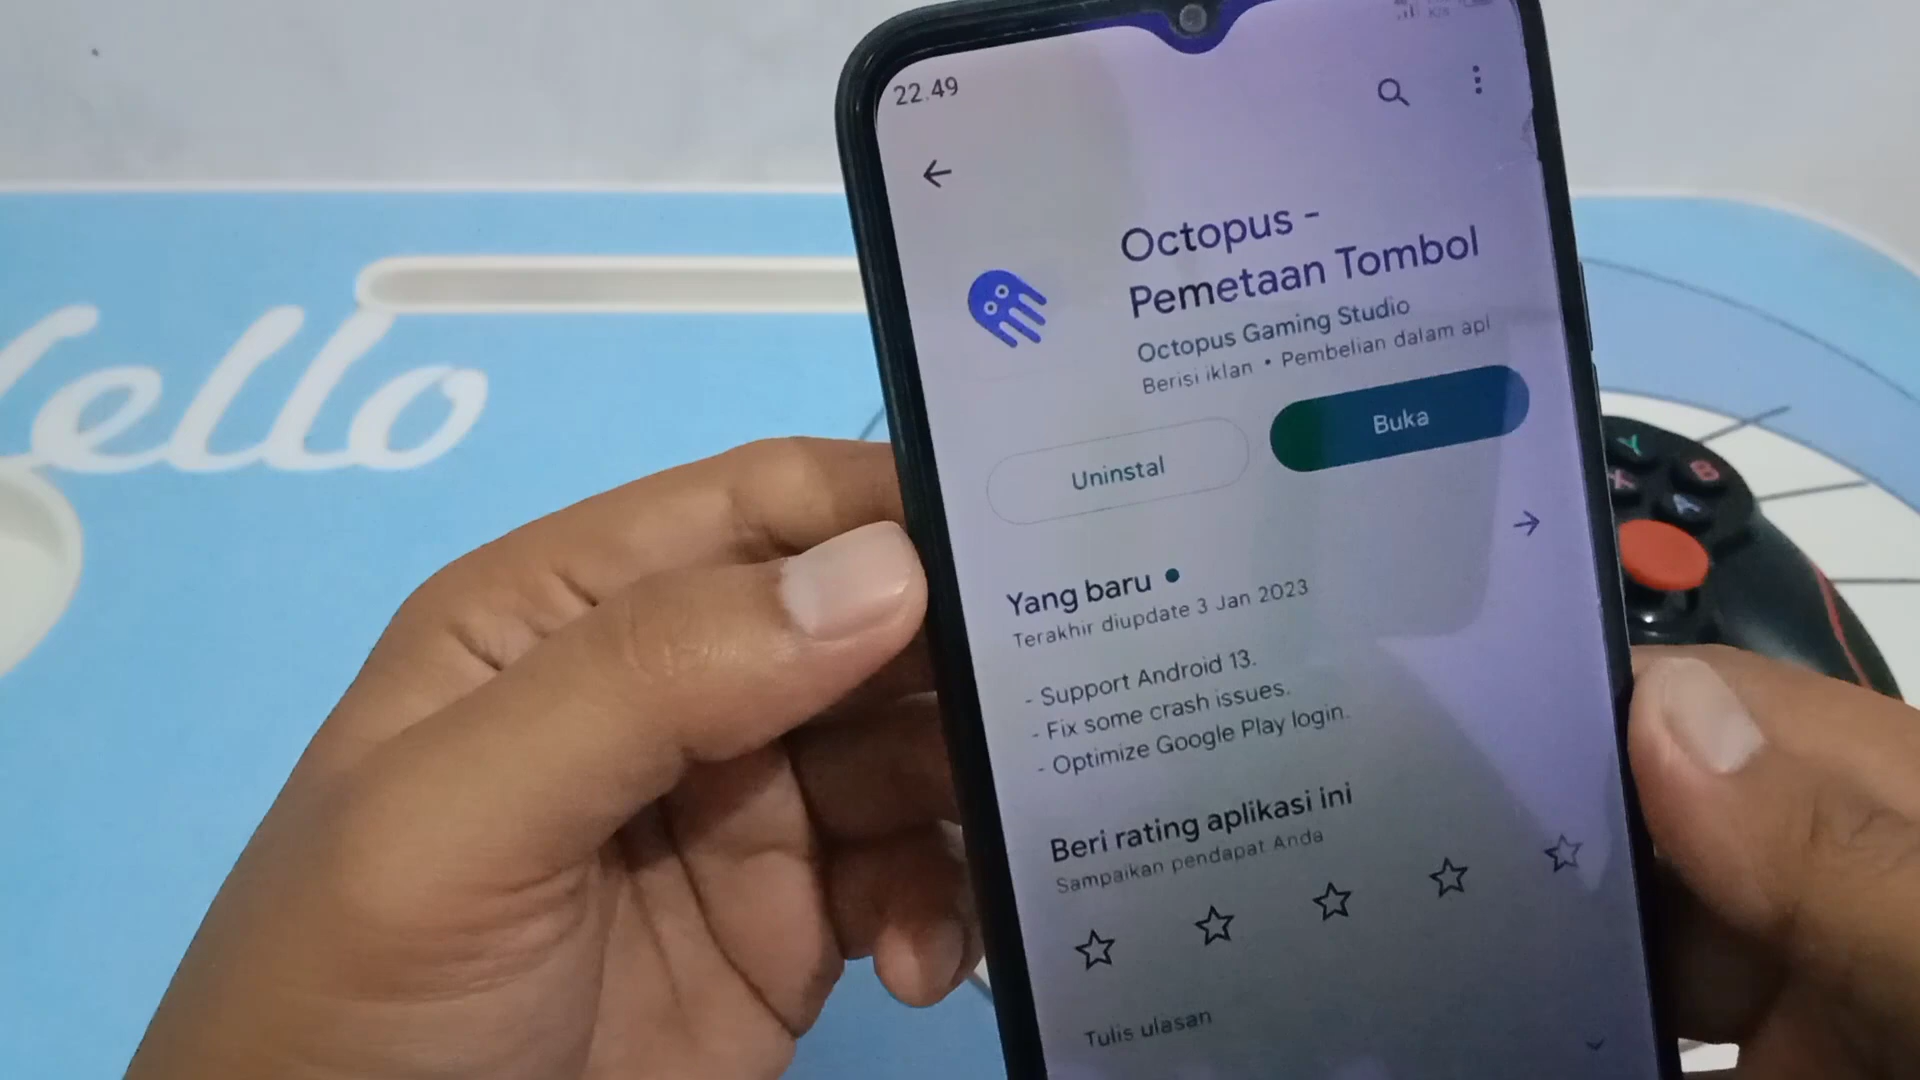 22.49
Octopus -
Pemetaan Tombol
Octopus Gaming Studio
Berisi iklan • Pembelian dalam apl
Uninstal
Buka
Yang baru •
Terakhir diupdate 3 Jan 2023
- Support Android 13.
- Fix some crash issues.
- Optimize Google Play login.
Beri rating aplikasi ini
Sampaikan pendapat Anda
Tulis ulasan
ello
Y
B
X
A